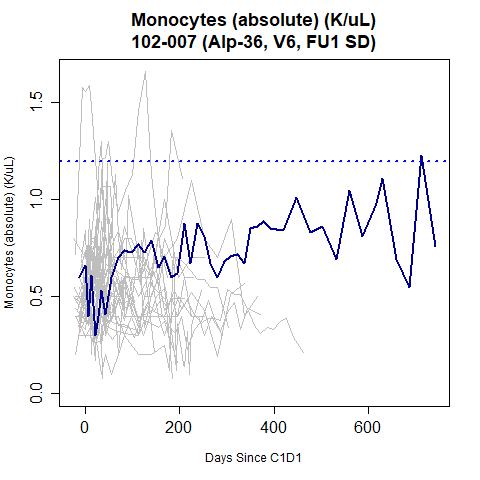 Monocytes (absolute) (K/uL)
102-007 (Alp-36, V6, FU1 SD)
Monocytes (absolute) (K/uL)
1.5
1.0
0.5
0.0
0
200
400
600
Days Since C1D1